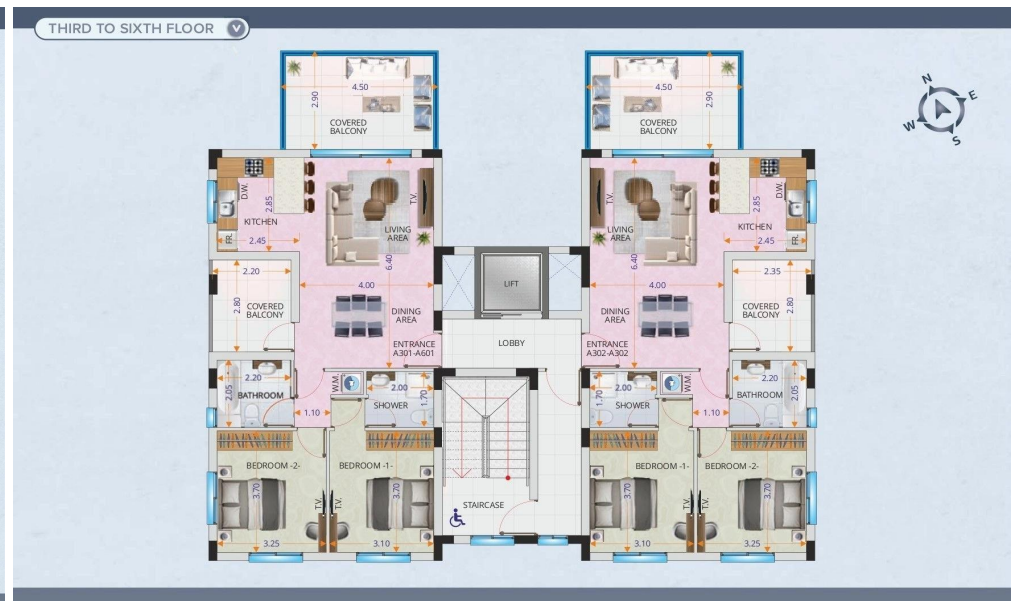 THIRD TO SIXTH FLOOR
N
E
W
S
4.50
2.90
COVERED
BALCONY
4.50
2.90
COVERED
BALCONY
D.W.
2.85
KITCHEN
FR.
2.45
T.V.
LIVING
AREA
6.40
4.00
2.20
2.80
COVERED
BALCONY
DINING
AREA
ENTRANCE
A301-A601
LIFT
LOBBY
T.V.
LIVING
AREA
6.40
4.00
D.W.
2.85
KITCHEN
FR.
2.45
2.35
2.80
COVERED
BALCONY
DINING
AREA
ENTRANCE
A302-A302
2.05
2.20
BATHROOM
W.M.
2.00
1.70
SHOWER
1.10
1.70
2.00
SHOWER
W.M.
2.20
2.05
BATHROOM
1.10
BEDROOM -2-
3.70
T.V.
3.25
BEDROOM -1-
3.70
T.V.
3.10
STAIRCASE
BEDROOM -1-
3.70
T.V.
3.10
BEDROOM -2-
3.70
T.V.
3.25